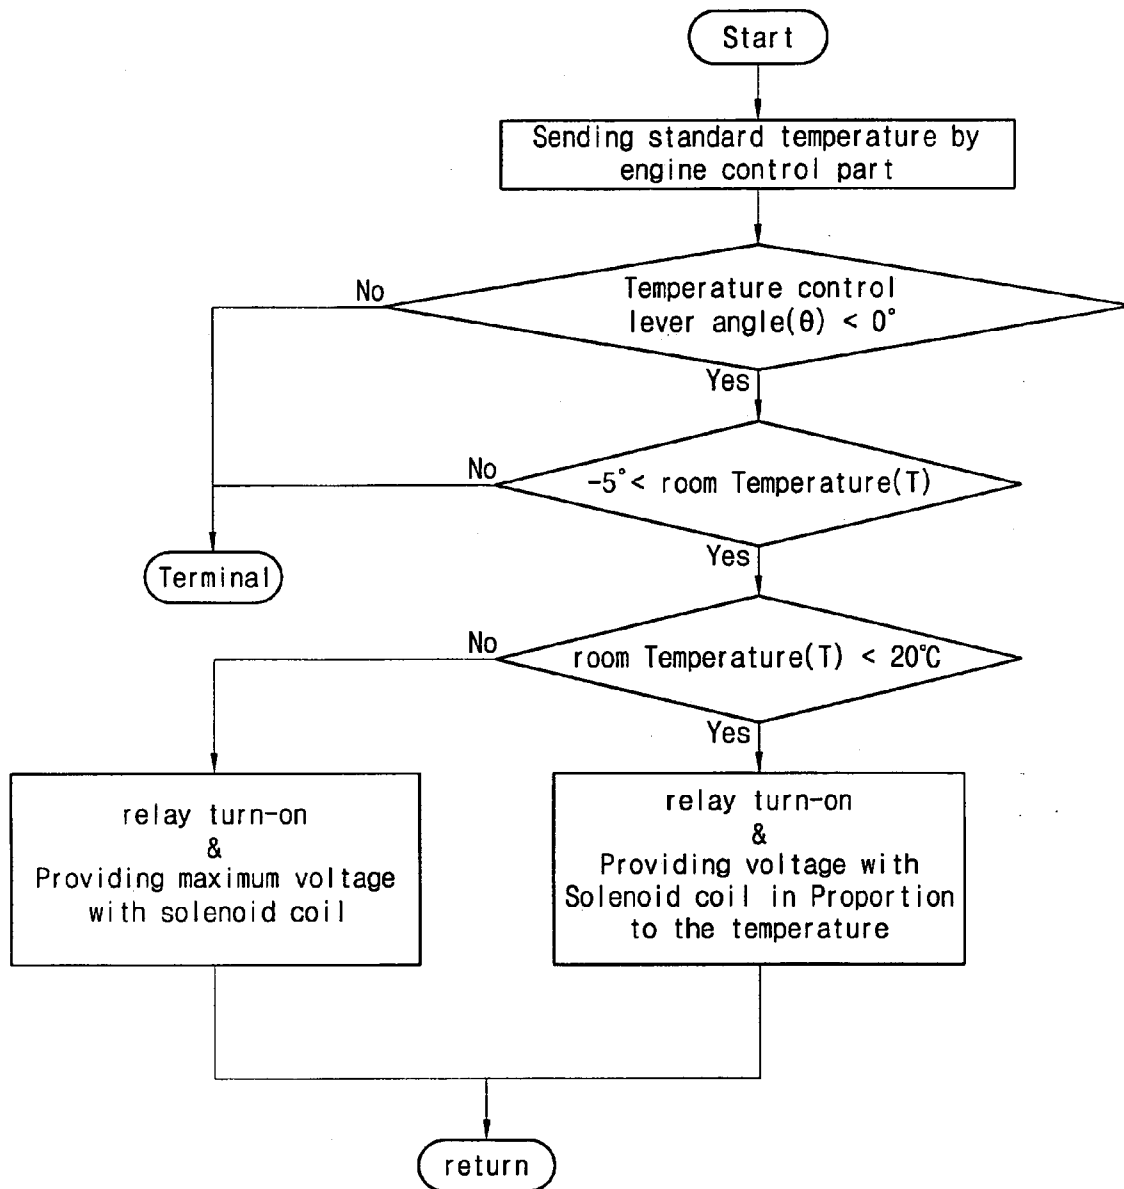 Start
Sending standard temperature by
engine control part
No
Temperature control
lever angle(θ) < 0°
Yes
No
-5°< room Temperature(T)
Yes
Terminal
No
room Temperature(T) < 20℃
Yes
relay turn-on
&
Providing maximum voltage
with solenoid coil
relay turn-on
&
Providing voltage with
Solenoid coil in Proportion
to the temperature
return